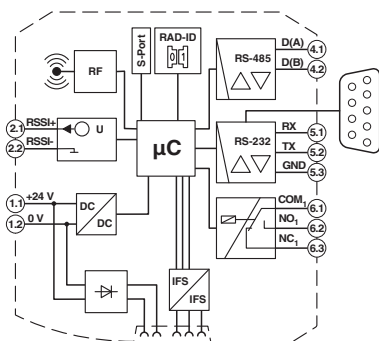 S-Port
RAD-ID
0 1
RF
RS-485
D(A) 4.1
D(B) 4.2
2.1 RSSI+
2.2 RSSI-
U
µC
RS-232
RX 5.1
TX 5.2
GND 5.3
1.1 +24 V
1.2 0 V
DC
DC
COM1 6.1
NO1 6.2
NC1 6.3
IFS
IFS